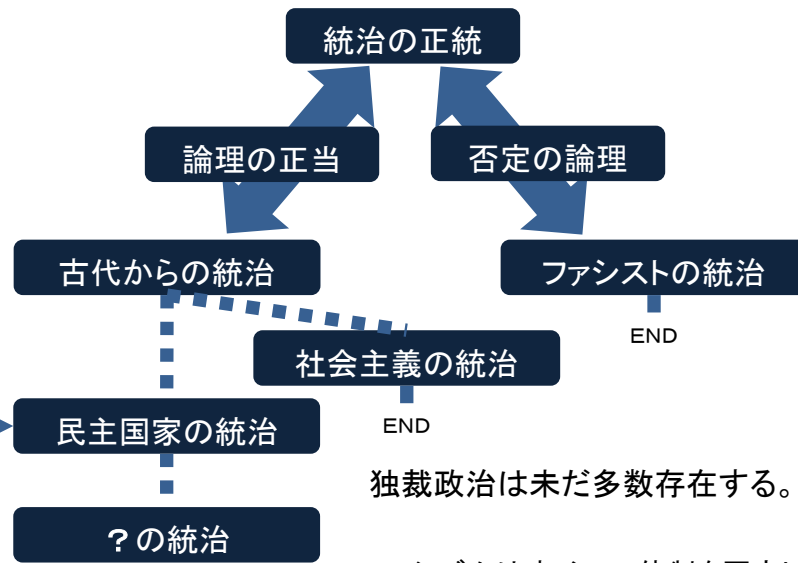 統治の正統
論理の正当
否定の論理
古代からの統治
ファシストの統治
END
社会主義の統治
END
民主国家の統治
独裁政治は未だ多数存在する。
?の統治